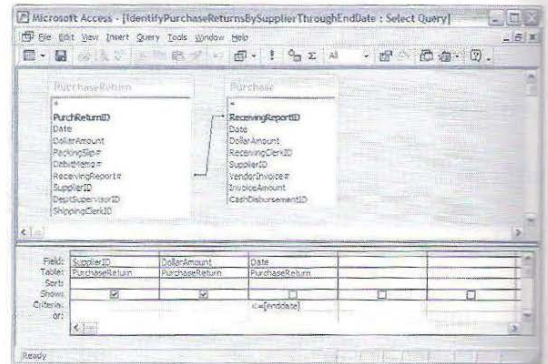 Microsoft Access - [IdentifyPurchaseReturnsBySupplierThroughEndDate : Select Query]
File Edit View Insert Query Tools Window Help
All
PurchaseReturn
*
PurchReturnID
Date
DollarAmount
PackingSlip#
DebitMemo#
ReceivingReport#
SupplierID
DeptSupervisorID
ShippingClerkID
Purchase
*
ReceivingReportID
Date
DollarAmount
ReceivingClerkID
SupplierID
VendorInvoice#
InvoiceAmount
CashDisbursementID
Field: SupplierID DollarAmount Date
Table: PurchaseReturn PurchaseReturn PurchaseReturn
Sort:
Show:
Criteria: <=[enddate]
or:
Ready